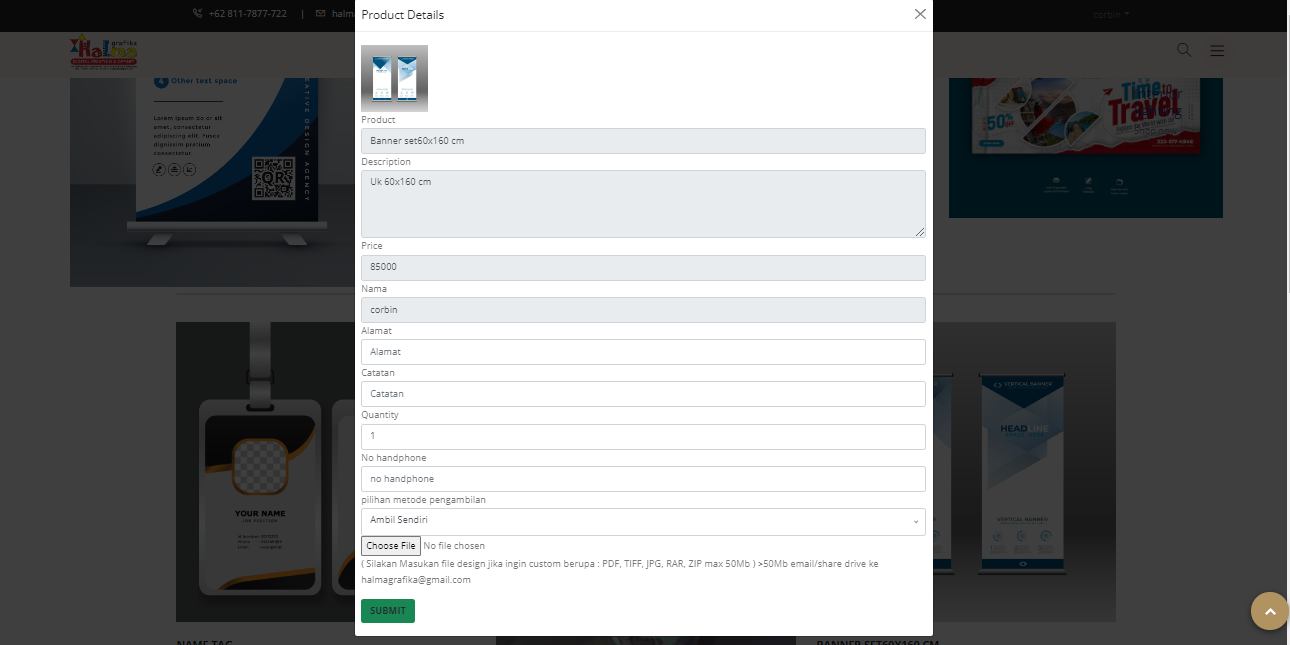 +62 811-7877-722 | halm
corbin
Halma grafika
DIGITAL PRINTING & OFFSET
Product Details
Other text space
Lorem ipsum do or sit
amet, consectetur
adipiscing elit. Fusce
dignissim pretium
consectetur
QR
Time to
Travel
50%
Product
Banner set60x160 cm
Description
Uk 60x160 cm
Price
85000
Nama
corbin
Alamat
Alamat
Catatan
Catatan
Quantity
1
No handphone
no handphone
pilihan metode pengambilan
Ambil Sendiri
Choose File No file chosen
( Silakan Masukan file design jika ingin custom berupa : PDF, TIFF, JPG, RAR, ZIP max 50Mb ) >50Mb email/share drive ke
halmagrafika@gmail.com
SUBMIT
YOUR NAME
JOB POSITION
VERTICAL BANNER
HEADLINE
VERTICAL BANNER
NAME TAG
BANNER SET60X160 CM